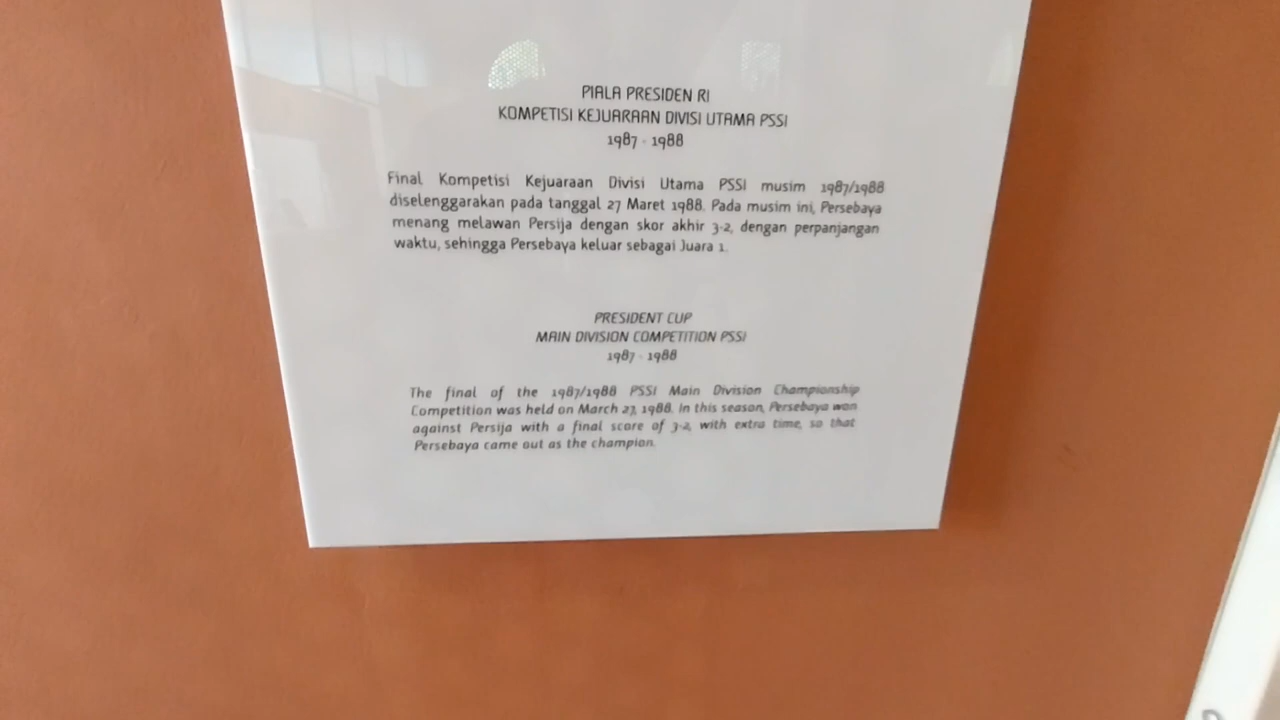 PIALA PRESIDEN RI
KOMPETISI KEJUARAAN DIVISI UTAMA PSSI
1987 - 1988
Final Kompetisi Kejuaraan Divisi Utama PSSI musim 1987/1988
diselenggarakan pada tanggal 27 Maret 1988. Pada musim ini, Persebaya
menang melawan Persija dengan skor akhir 3-2, dengan perpanjangan
waktu, sehingga Persebaya keluar sebagai Juara 1.
PRESIDENT CUP
MAIN DIVISION COMPETITION PSSI
1987 - 1988
The final of the 1987/1988 PSSI Main Division Championship
Competition was held on March 27, 1988. In this season, Persebaya won
against Persija with a final score of 3-2, with extra time, so that
Persebaya came out as the champion.